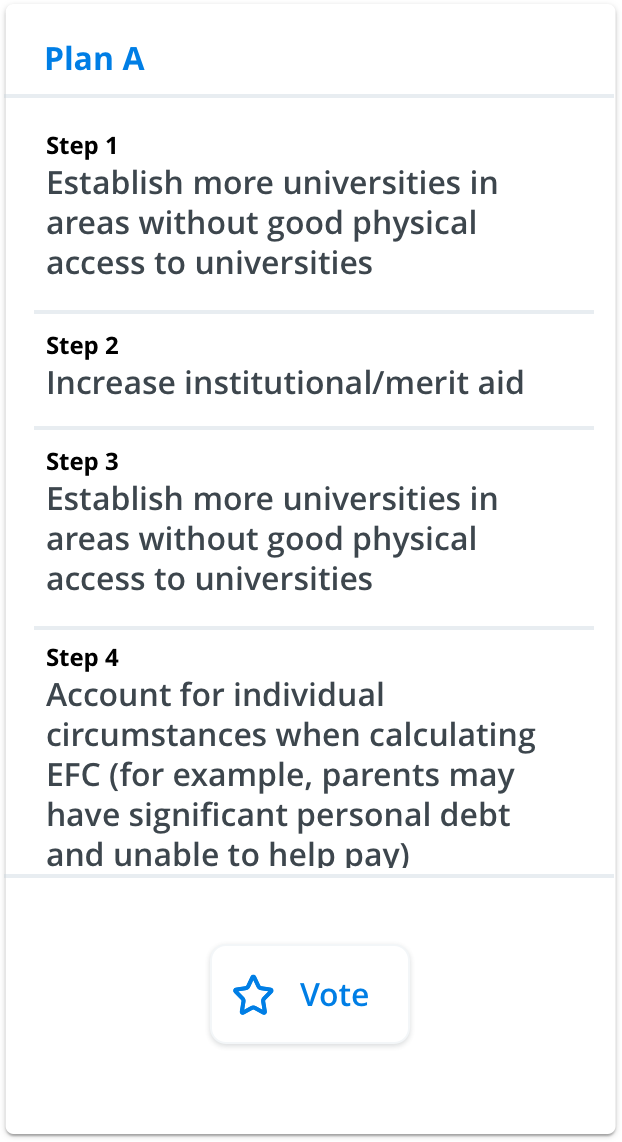 Plan A
Step 1
Establish more universities in
areas without good physical
access to universities
Step 2
Increase institutional/merit aid
Step 3
Establish more universities in
areas without good physical
access to universities
Step 4
Account for individual
circumstances when calculating
EFC (for example, parents may
have significant personal debt
and unable to help pay)
Vote